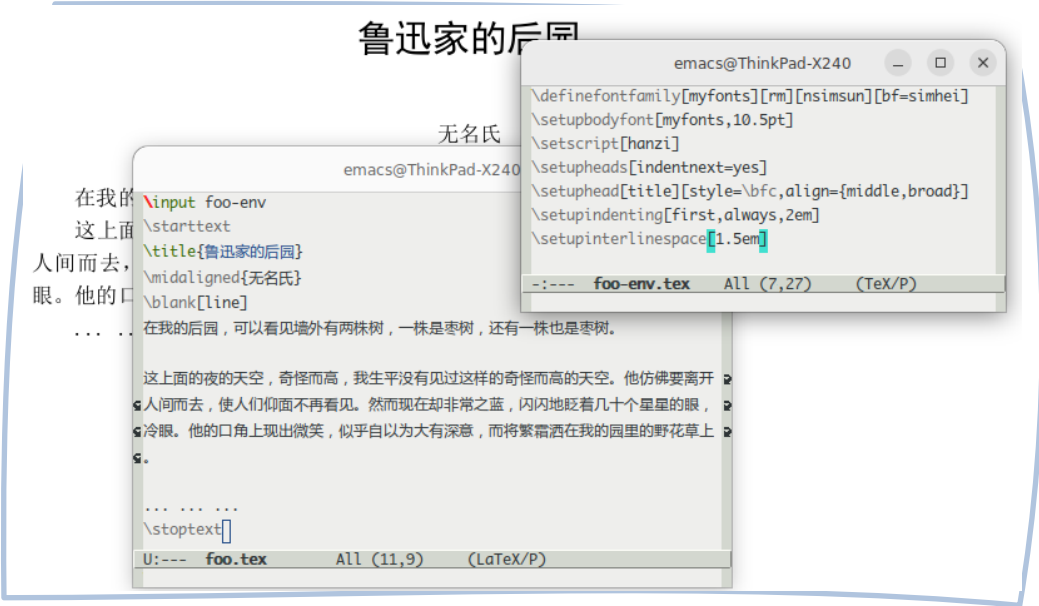 鲁迅家的后园
emacs@ThinkPad-X240
\definefontfamily[myfonts][rm][nsimsun][bf=simhei]
\setupbodyfont[myfonts,10.5pt]
\setscript[hanzi]
\setupheads[indentnext=yes]
\setuphead[title][style=\bfc,align={middle,broad}]
\setupindenting[first,always,2em]
\setupinterlinespace[1.5em]
-:--- foo-env.tex All (7,27) (TeX/P)
无名氏
在我的
这上面
人间而去，
眼。他的口
... ..
emacs@ThinkPad-X240
\input foo-env
\starttext
\title{鲁迅家的后园}
\midaligned{无名氏}
\blank[line]
在我的后园，可以看见墙外有两株树，一株是枣树，还有一株也是枣树。
这上面的夜的天空，奇怪而高，我生平没有见过这样的奇怪而高的天空。他仿佛要离开
人间而去，使人们仰面不再看见。然而现在却非常之蓝，闪闪地眨着几十个星星的眼，
冷眼。他的口角上现出微笑，似乎自以为大有深意，而将繁霜洒在我的园里的野花草上
。
... ... ...
\stoptext
U:--- foo.tex All (11,9) (LaTeX/P)